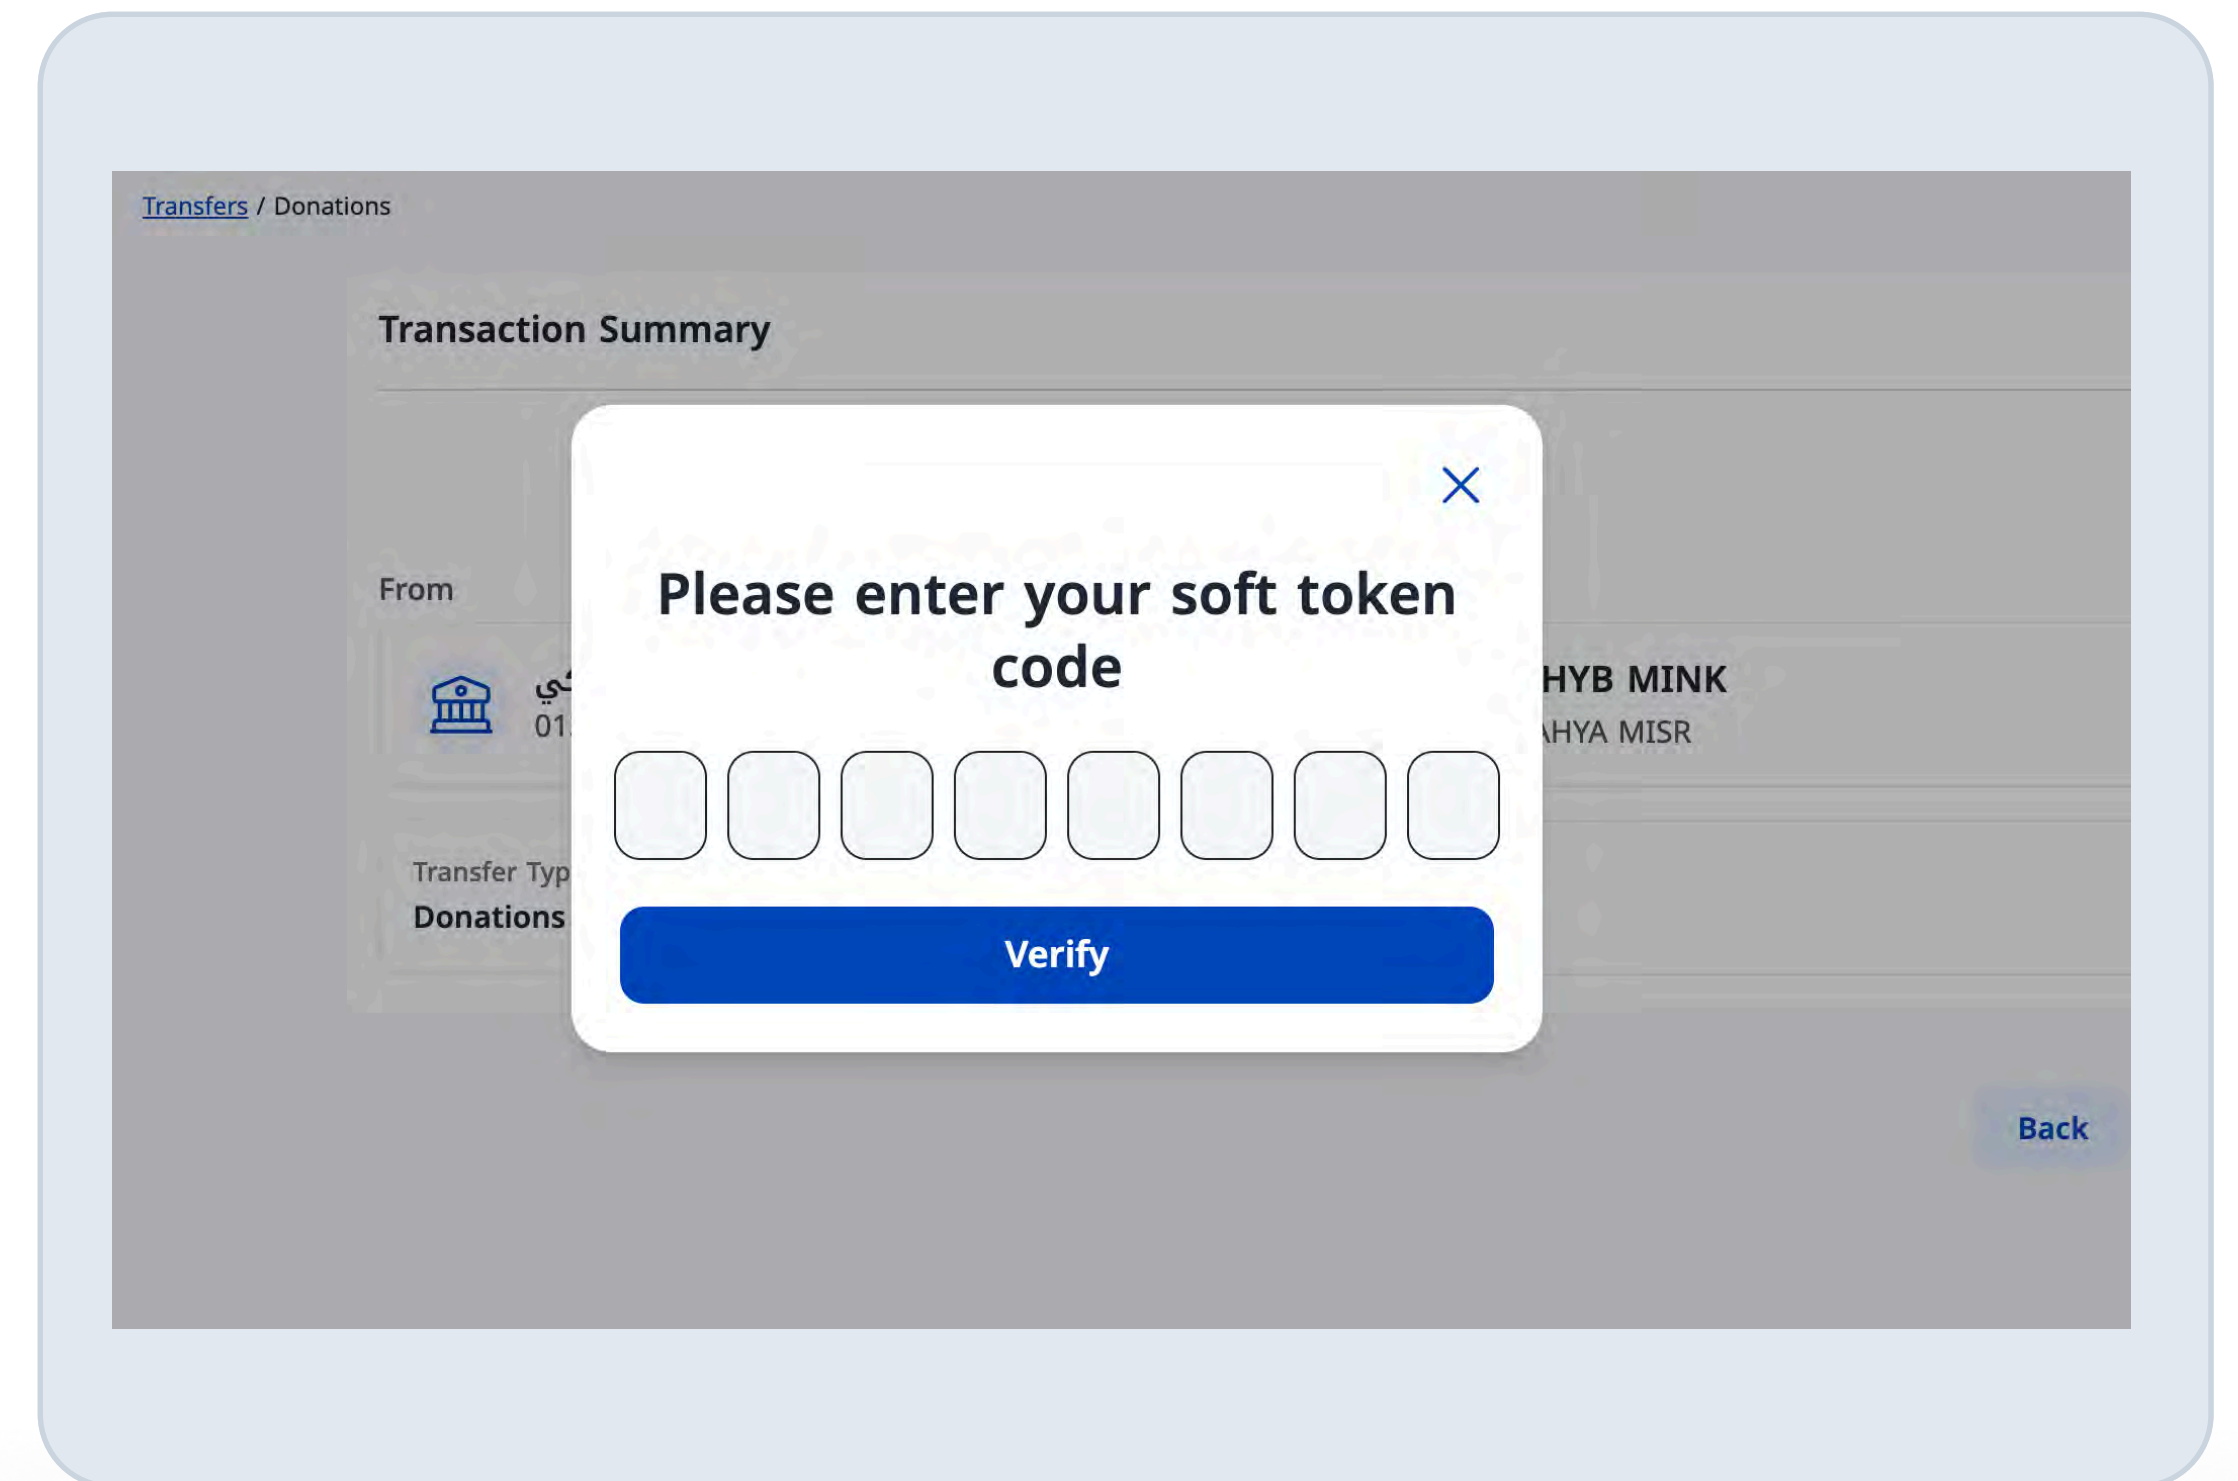 Transfers / Donations
Transaction Summary
Please enter your soft token
code
From
HYB MINK
01
AHYA MISR
Transfer Typ
Donations
Verify
Back